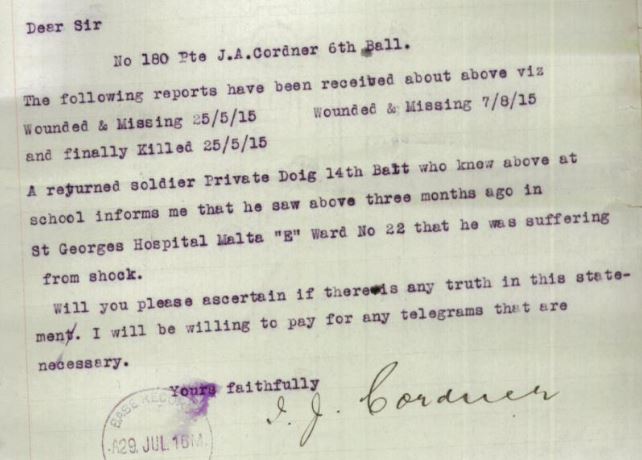 Dear Sir
No 180 Pte J.A.Cordner 6th Ball.
The following reports have been received about above viz
Wounded & Missing 25/5/15 Wounded & Missing 7/8/15
and finally Killed 25/5/15
A returned soldier Private Doig 14th Batt who knew above at
school informs me that he saw above three months ago in
St Georges Hospital Malta "E" Ward No 22 that he was suffering
from shock.
Will you please ascertain if there is any truth in this state-
ment. I will be willing to pay for any telegrams that are
necessary.
Yours faithfully
I. J. Cordner
BASE RECORDS
29. JUL.16